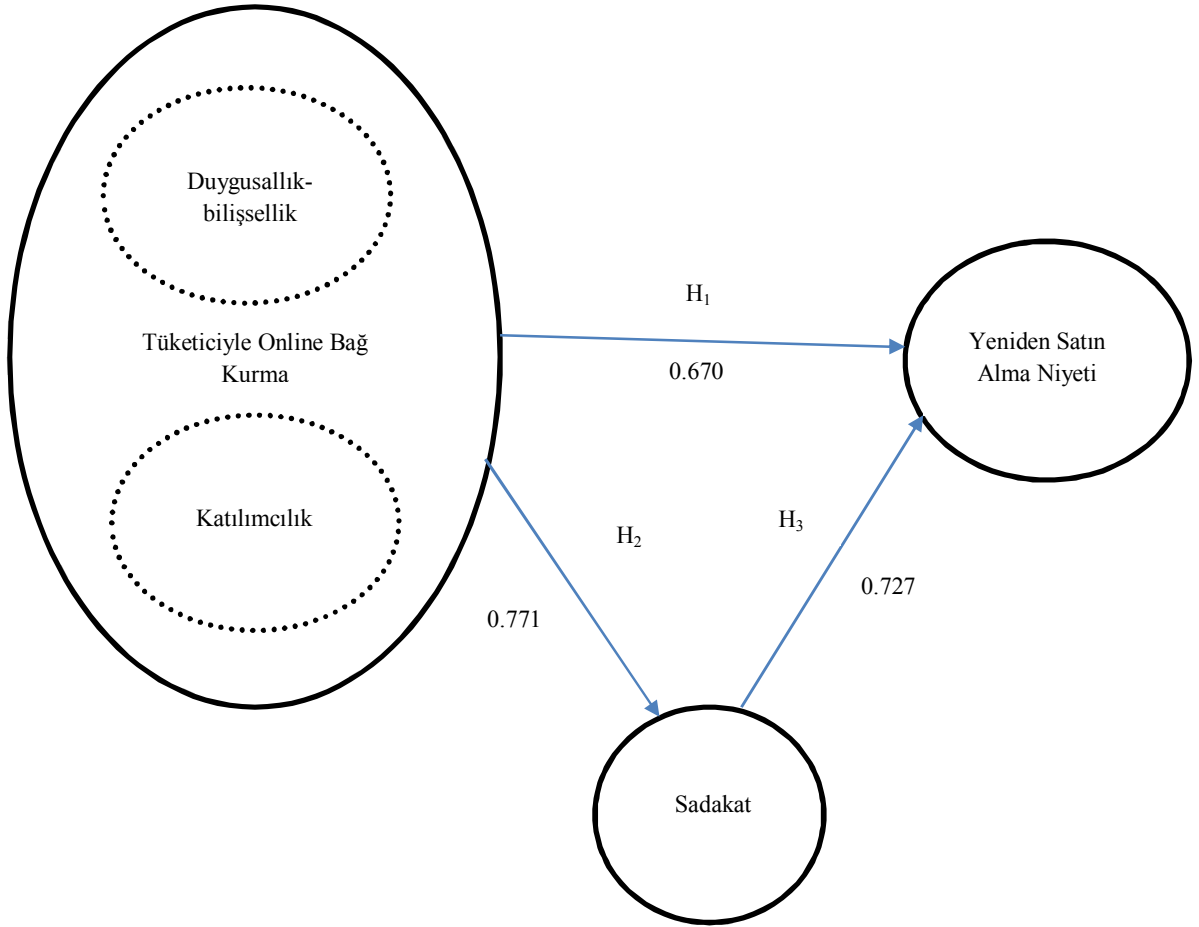 Duygusallık-
bilişsellik
Tüketiciyle Online Bağ
Kurma
Katılımcılık
H₁
0.670
Yeniden Satın
Alma Niyeti
H₂
0.771
H₃
0.727
Sadakat